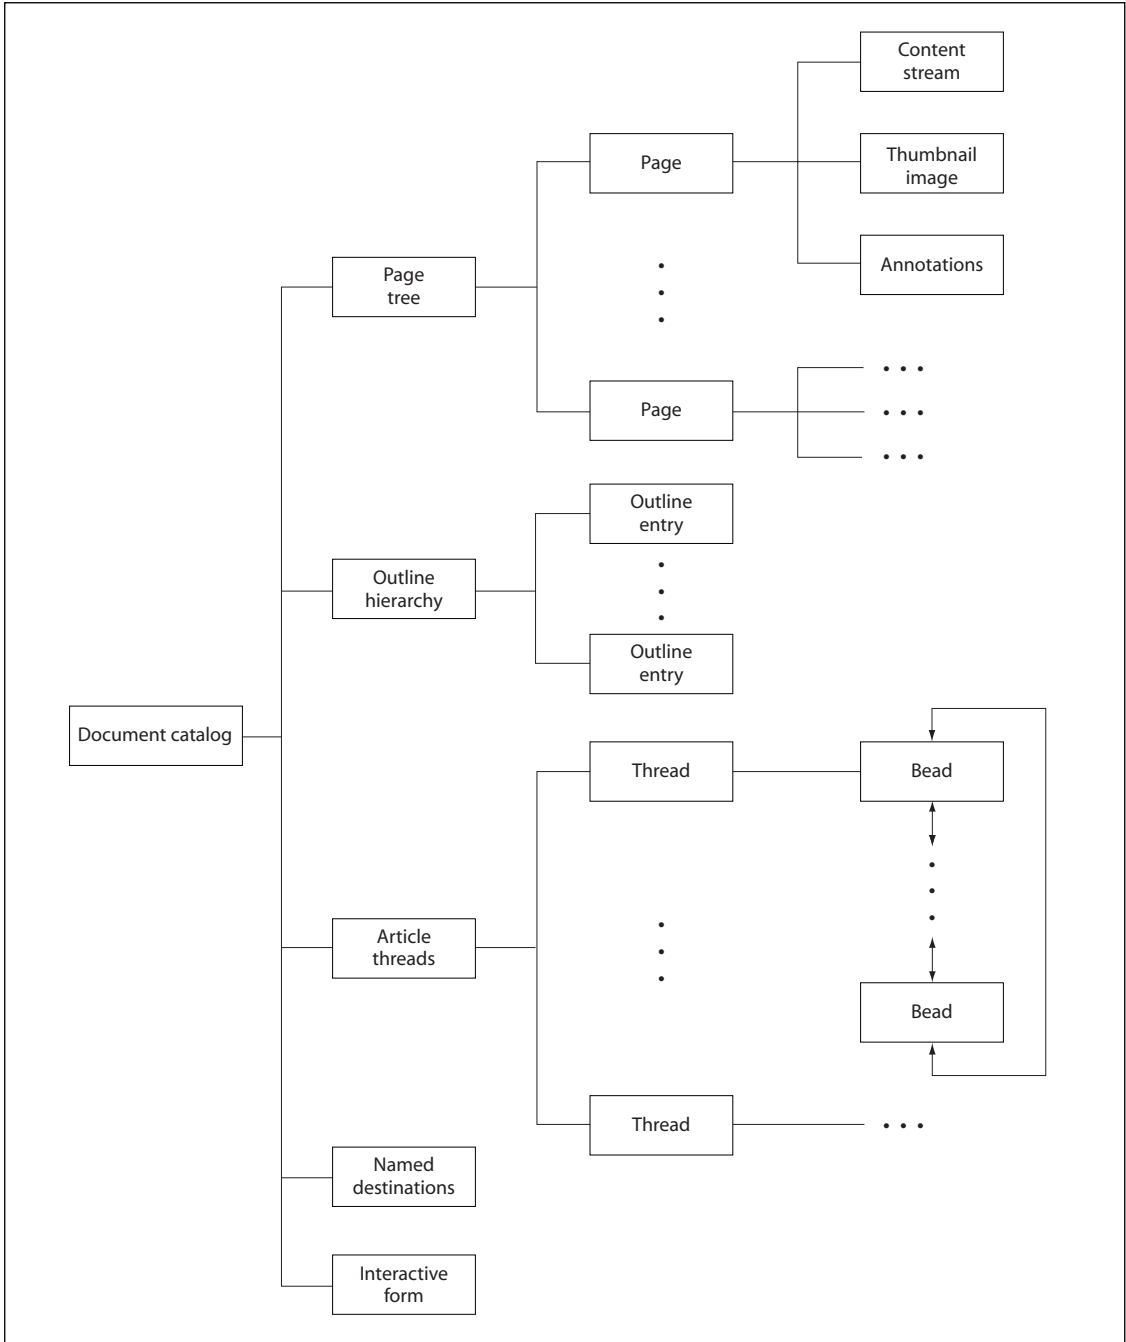 Content
stream
Page
Thumbnail
image
Annotations
Page
tree
Page
Outline
entry
Outline
hierarchy
Outline
entry
Document catalog
Thread
Bead
Article
threads
Bead
Thread
Named
destinations
Interactive
form